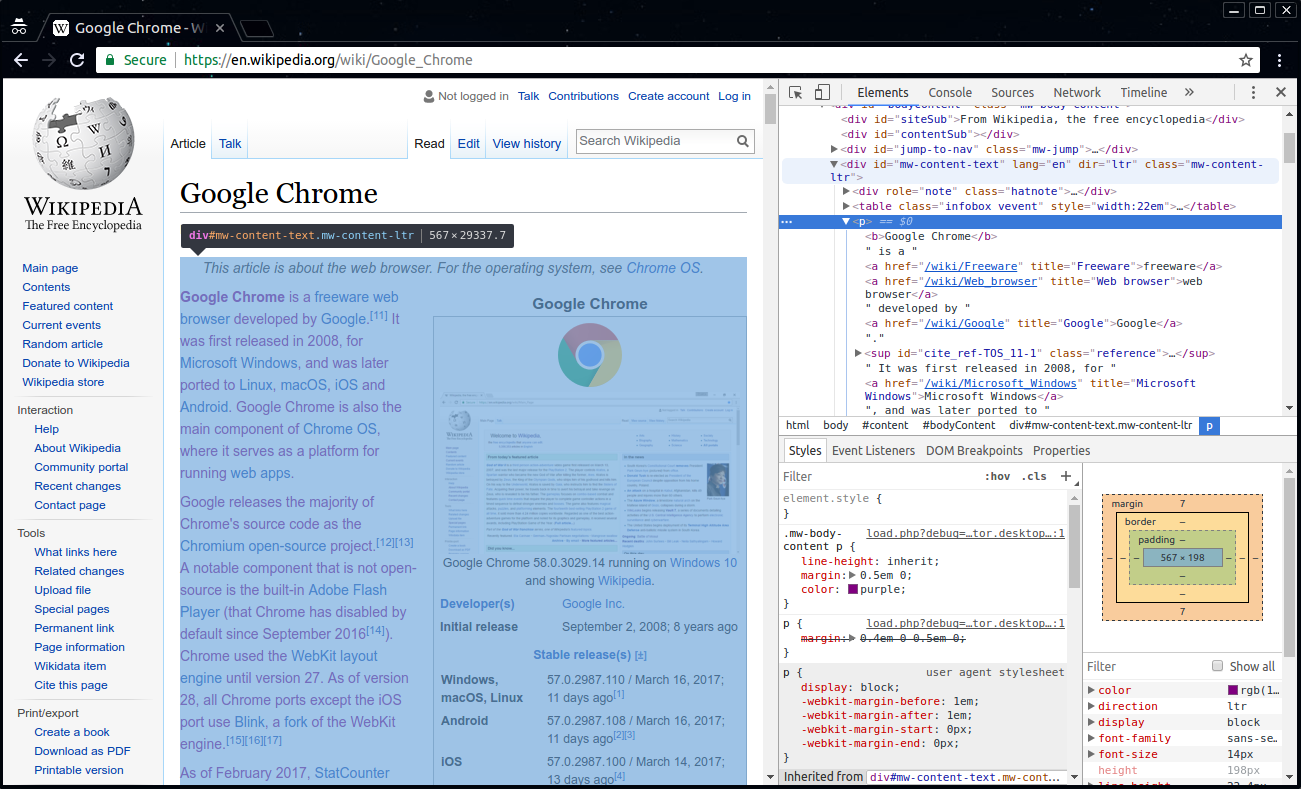 Google Chrome - W
Secure
https://en.wikipedia.org/wiki/Google_Chrome
WIKIPEDIA
The Free Encyclopedia
Main page
Contents
Featured content
Current events
Random article
Donate to Wikipedia
Wikipedia store
Interaction
Help
About Wikipedia
Community portal
Recent changes
Contact page
Tools
What links here
Related changes
Upload file
Special pages
Permanent link
Page information
Wikidata item
Cite this page
Print/export
Create a book
Download as PDF
Printable version
Not logged in Talk Contributions Create account Log in
Article Talk Read Edit View history Search Wikipedia
Google Chrome
div#mw-content-text.mw-content-ltr | 567 × 29337.7
This article is about the web browser. For the operating system, see Chrome OS.
Google Chrome is a freeware web
browser developed by Google.[11] It
was first released in 2008, for
Microsoft Windows, and was later
ported to Linux, macOS, iOS and
Android. Google Chrome is also the
main component of Chrome OS,
where it serves as a platform for
running web apps.
Google releases the majority of
Chrome's source code as the
Chromium open-source project.[12][13]
A notable component that is not open-
source is the built-in Adobe Flash
Player (that Chrome has disabled by
default since September 2016[14]).
Chrome used the WebKit layout
engine until version 27. As of version
28, all Chrome ports except the iOS
port use Blink, a fork of the WebKit
engine.[15][16][17]
As of February 2017, StatCounter
Google Chrome
Google Chrome 58.0.3029.14 running on Windows 10
and showing Wikipedia.
Developer(s) Google Inc.
Initial release September 2, 2008; 8 years ago
Stable release(s) [±]
Windows, 57.0.2987.110 / March 16, 2017;
macOS, Linux 11 days ago[1]
Android 57.0.2987.108 / March 16, 2017;
11 days ago[2][3]
iOS 57.0.2987.100 / March 14, 2017;
13 days ago[4]
Elements Console Sources Network Timeline »
<div id="bodyContent" class="mw-body-content">
<div id="siteSub">From Wikipedia, the free encyclopedia</div>
<div id="contentSub"></div>
<div id="jump-to-nav" class="mw-jump">…</div>
<div id="mw-content-text" lang="en" dir="ltr" class="mw-content-
ltr">
<div role="note" class="hatnote">…</div>
<table class="infobox vevent" style="width:22em">…</table>
<p> == $0
<b>Google Chrome</b>
" is a "
<a href="/wiki/Freeware" title="Freeware">freeware</a>
<a href="/wiki/Web_browser" title="Web browser">web
browser</a>
" developed by "
<a href="/wiki/Google" title="Google">Google</a>
"."
<sup id="cite_ref-TOS_11-1" class="reference">…</sup>
" It was first released in 2008, for "
<a href="/wiki/Microsoft_Windows" title="Microsoft
Windows">Microsoft Windows</a>
", and was later ported to "
html body #content #bodyContent div#mw-content-text.mw-content-ltr p
Styles Event Listeners DOM Breakpoints Properties
Filter :hov .cls +
element.style {
}
.mw-body- load.php?debug=…tor.desktop…:1
content p {
line-height: inherit;
margin: 0.5em 0;
color: purple;
}
p { load.php?debug=…tor.desktop…:1
margin: 0.4em 0 0.5em 0;
}
p { user agent stylesheet
display: block;
-webkit-margin-before: 1em;
-webkit-margin-after: 1em;
-webkit-margin-start: 0px;
-webkit-margin-end: 0px;
}
Inherited from div#mw-content-text.mw-cont…
margin 7
border –
padding –
– – – 567 × 198 – – –
–
–
7
Filter Show all
color rgb(1…
direction ltr
display block
font-family sans-se…
font-size 14px
height 198px